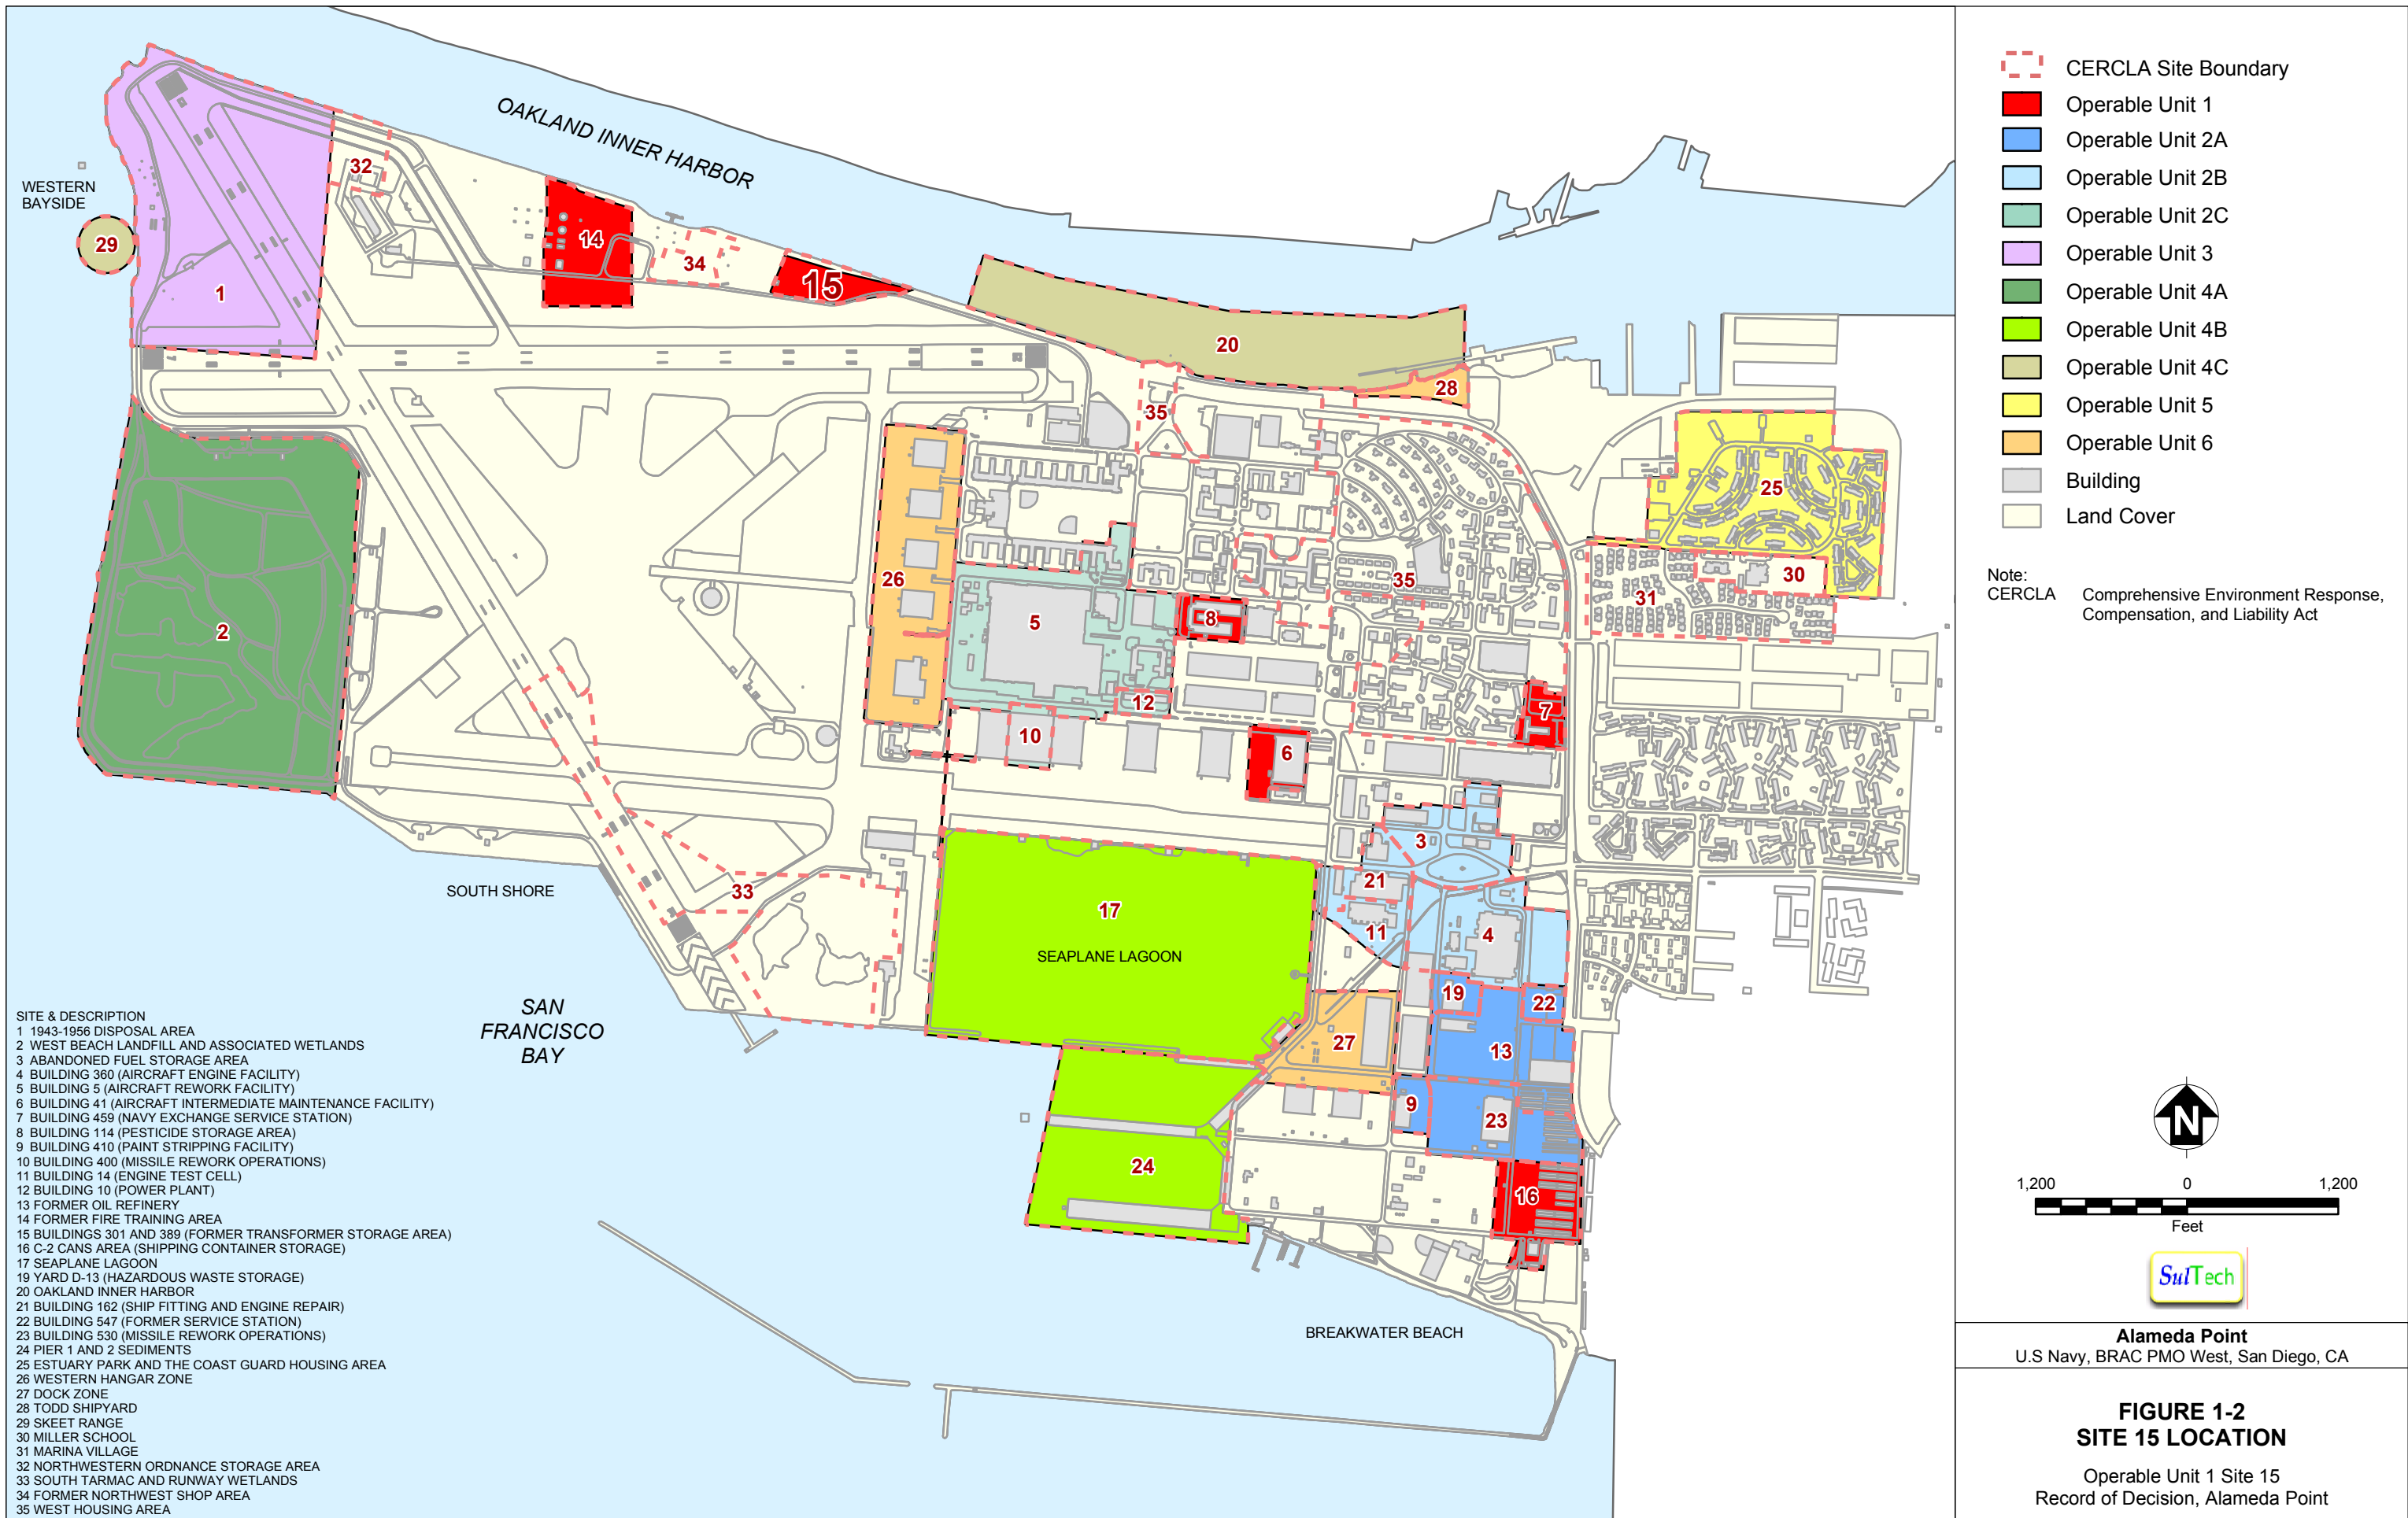 OAKLAND INNER HARBOR
WESTERN
BAYSIDE
32
29
14
34
15
1
20
28
35
25
26
35
30
31
2
5
8
12
7
10
6
3
33
21
SOUTH SHORE
17
11
4
SEAPLANE LAGOON
19
22
SAN
FRANCISCO
BAY
27
13
9
23
24
16
BREAKWATER BEACH
SITE & DESCRIPTION
1 1943-1956 DISPOSAL AREA
2 WEST BEACH LANDFILL AND ASSOCIATED WETLANDS
3 ABANDONED FUEL STORAGE AREA
4 BUILDING 360 (AIRCRAFT ENGINE FACILITY)
5 BUILDING 5 (AIRCRAFT REWORK FACILITY)
6 BUILDING 41 (AIRCRAFT INTERMEDIATE MAINTENANCE FACILITY)
7 BUILDING 459 (NAVY EXCHANGE SERVICE STATION)
8 BUILDING 114 (PESTICIDE STORAGE AREA)
9 BUILDING 410 (PAINT STRIPPING FACILITY)
10 BUILDING 400 (MISSILE REWORK OPERATIONS)
11 BUILDING 14 (ENGINE TEST CELL)
12 BUILDING 10 (POWER PLANT)
13 FORMER OIL REFINERY
14 FORMER FIRE TRAINING AREA
15 BUILDINGS 301 AND 389 (FORMER TRANSFORMER STORAGE AREA)
16 C-2 CANS AREA (SHIPPING CONTAINER STORAGE)
17 SEAPLANE LAGOON
19 YARD D-13 (HAZARDOUS WASTE STORAGE)
20 OAKLAND INNER HARBOR
21 BUILDING 162 (SHIP FITTING AND ENGINE REPAIR)
22 BUILDING 547 (FORMER SERVICE STATION)
23 BUILDING 530 (MISSILE REWORK OPERATIONS)
24 PIER 1 AND 2 SEDIMENTS
25 ESTUARY PARK AND THE COAST GUARD HOUSING AREA
26 WESTERN HANGAR ZONE
27 DOCK ZONE
28 TODD SHIPYARD
29 SKEET RANGE
30 MILLER SCHOOL
31 MARINA VILLAGE
32 NORTHWESTERN ORDNANCE STORAGE AREA
33 SOUTH TARMAC AND RUNWAY WETLANDS
34 FORMER NORTHWEST SHOP AREA
35 WEST HOUSING AREA
CERCLA Site Boundary
Operable Unit 1
Operable Unit 2A
Operable Unit 2B
Operable Unit 2C
Operable Unit 3
Operable Unit 4A
Operable Unit 4B
Operable Unit 4C
Operable Unit 5
Operable Unit 6
Building
Land Cover
Note:
CERCLA Comprehensive Environment Response,
Compensation, and Liability Act
N
1,200 0 1,200
Feet
SulTech
Alameda Point
U.S Navy, BRAC PMO West, San Diego, CA
FIGURE 1-2
SITE 15 LOCATION
Operable Unit 1 Site 15
Record of Decision, Alameda Point